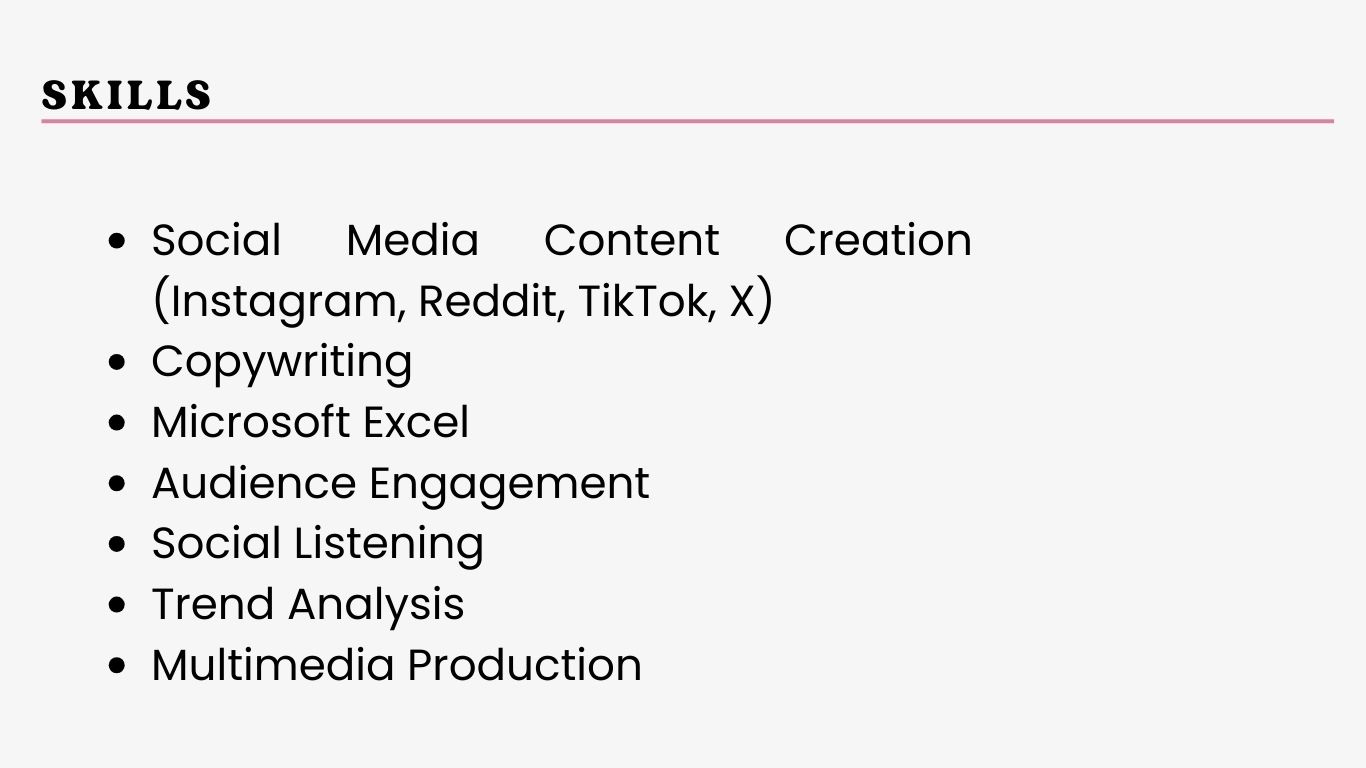 SKILLS
• Social Media Content Creation
(Instagram, Reddit, TikTok, X)
• Copywriting
• Microsoft Excel
• Audience Engagement
• Social Listening
• Trend Analysis
• Multimedia Production